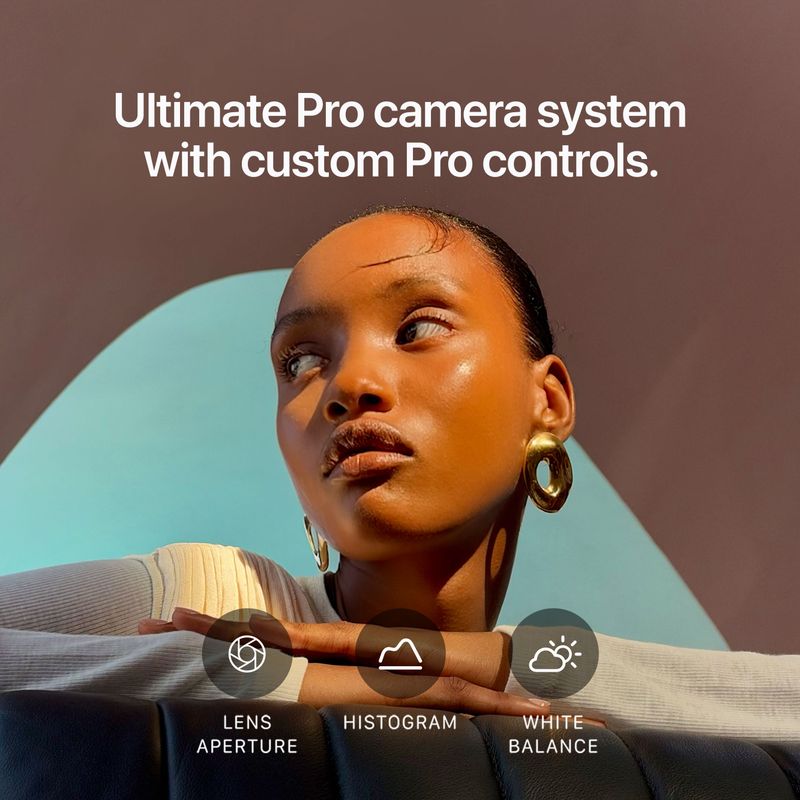 Ultimate Pro camera system
with custom Pro controls.
LENS
APERTURE
HISTOGRAM
WHITE
BALANCE